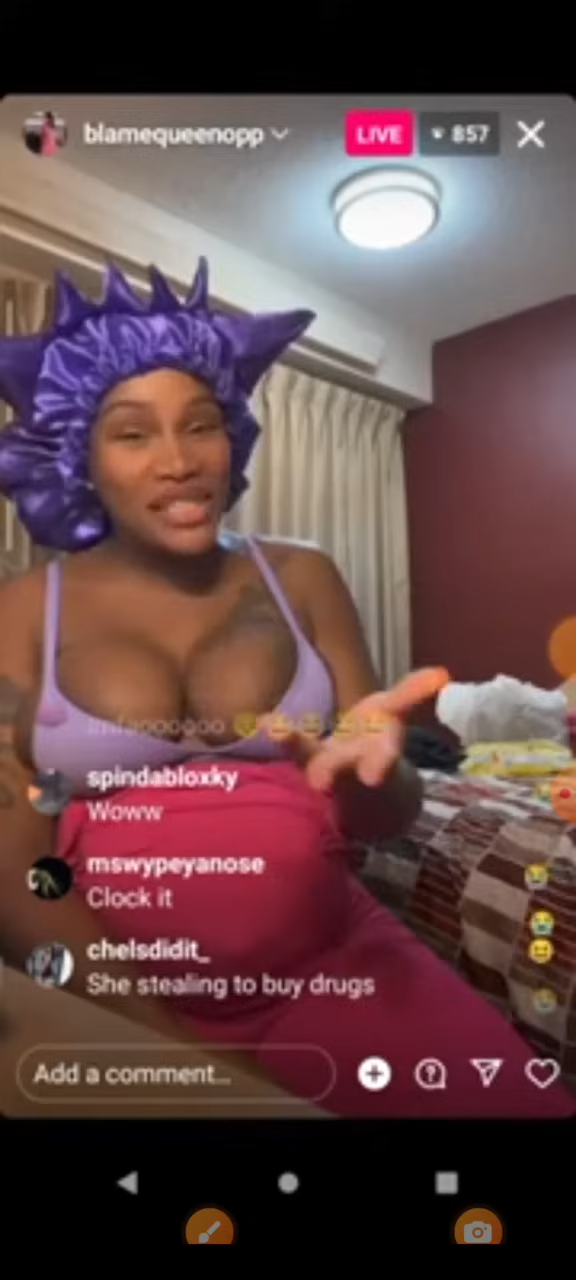 blamequeenopp
LIVE
857
spindabloxky
Woww
mswypeyanose
Clock it
chelsdidit_
She stealing to buy drugs
Add a comment...